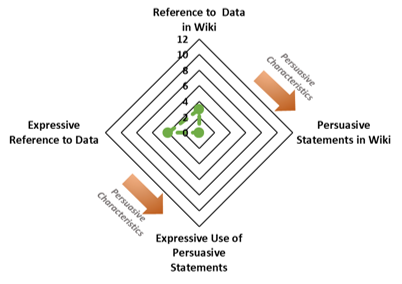 Reference to Data
in Wiki
12
10
8
6
4
2
0
Persuasive
Characteristics
Expressive
Reference to Data
Persuasive
Statements in Wiki
Persuasive
Characteristics
Expressive Use of
Persuasive
Statements